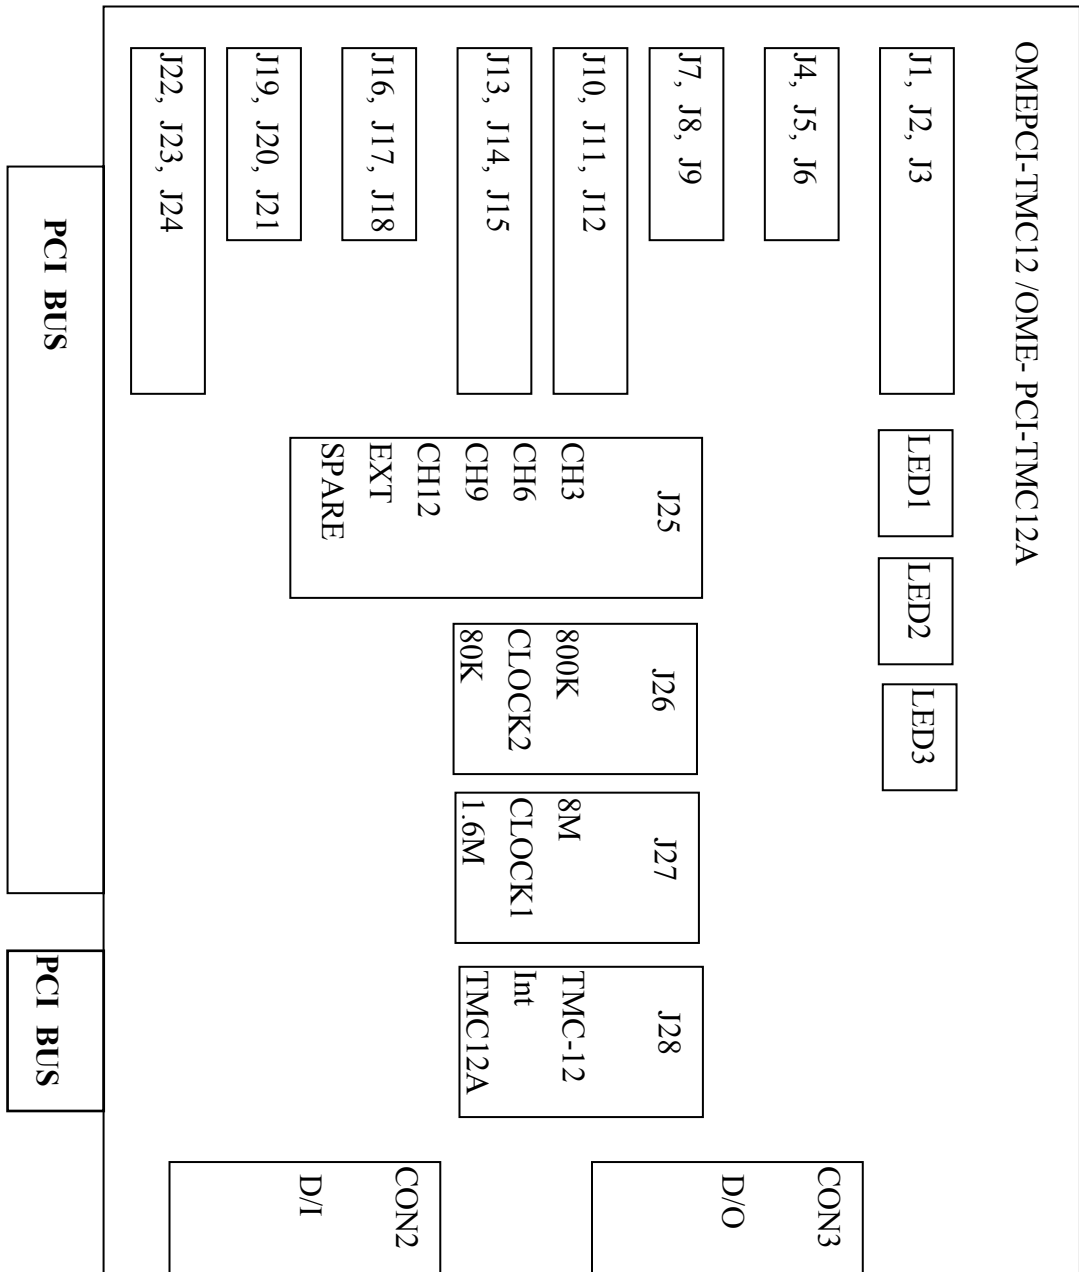 OMEPCI-TMC12 /OME- PCI-TMC12A
J1, J2, J3
LED1
LED2
LED3
J4, J5, J6
J7, J8, J9
J10, J11, J12
J13, J14, J15
J16, J17, J18
J19, J20, J21
J22, J23, J24
J25
CH3
CH6
CH9
CH12
EXT
SPARE
J26
800K
CLOCK2
80K
J27
8M
CLOCK1
1.6M
J28
TMC-12
Int
TMC12A
CON3
D/O
CON2
D/I
PCI BUS
PCI BUS